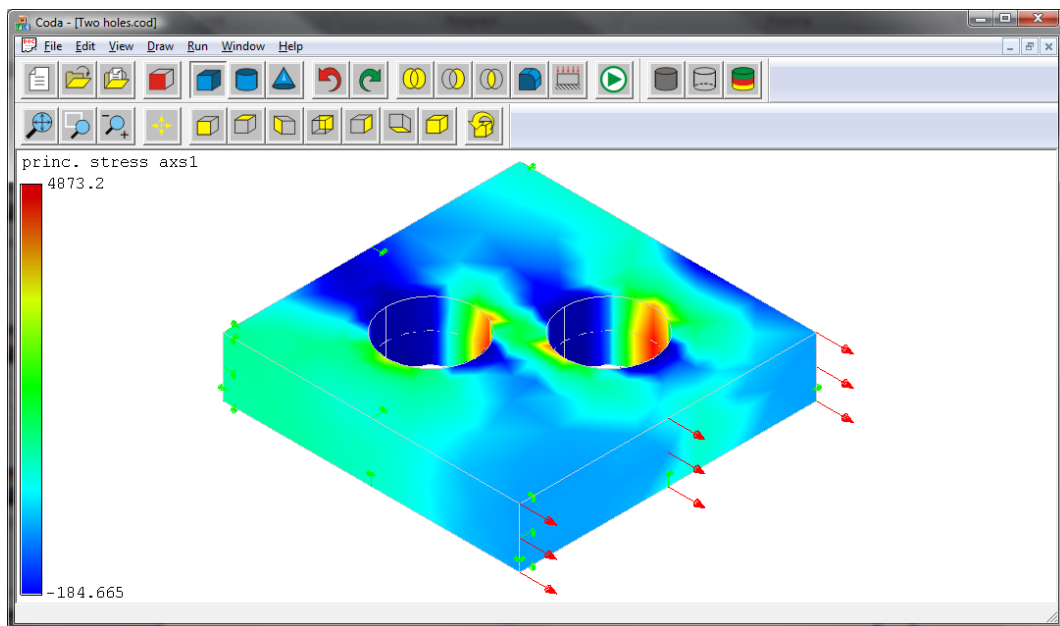 Coda - [Two holes.cod]
File Edit View Draw Run Window Help
princ. stress axs1
4873.2
-184.665